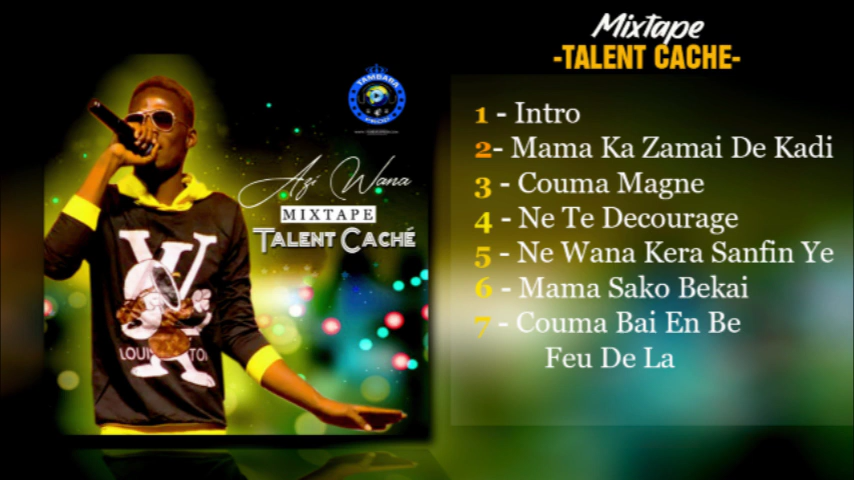 Mixtape
-TALENT CACHE-
TAMBARA
Azi Wana
MIXTAPE
TALENT CACHÉ
LOUI
1 - Intro
2- Mama Ka Zamai De Kadi
3 - Couma Magne
4 - Ne Te Decourage
5 - Ne Wana Kera Sanfin Ye
6 - Mama Sako Bekai
7 - Couma Bai En Be
Feu De La